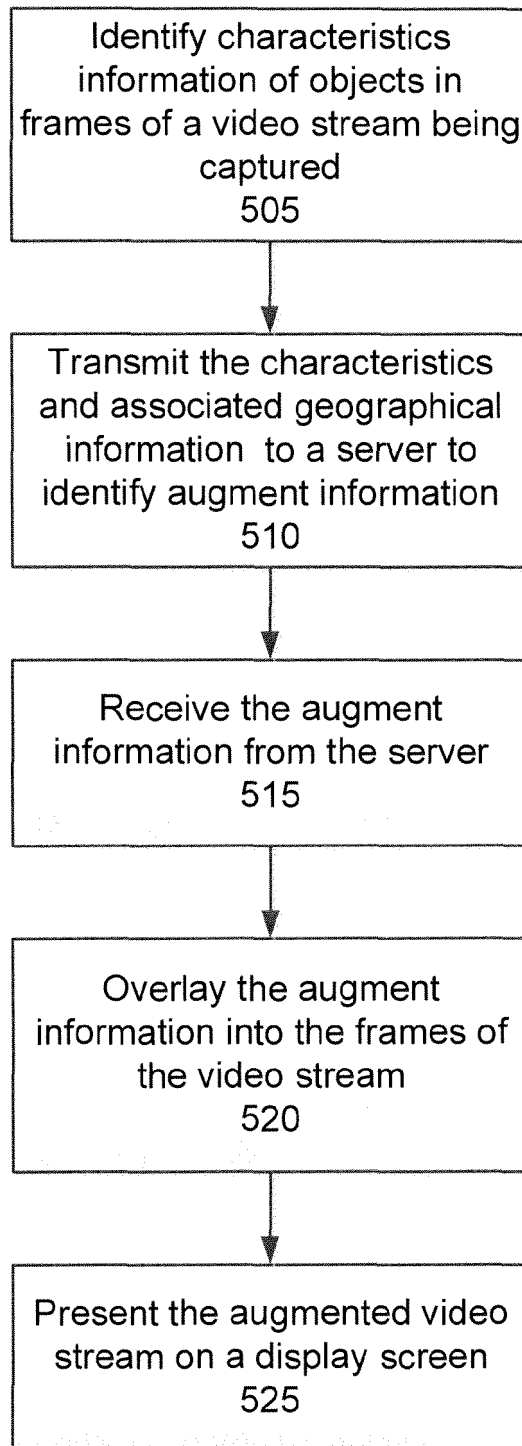 Identify characteristics
information of objects in
frames of a video stream being
captured
505
Transmit the characteristics
and associated geographical
information to a server to
identify augment information
510
Receive the augment
information from the server
515
Overlay the augment
information into the frames of
the video stream
520
Present the augmented video
stream on a display screen
525